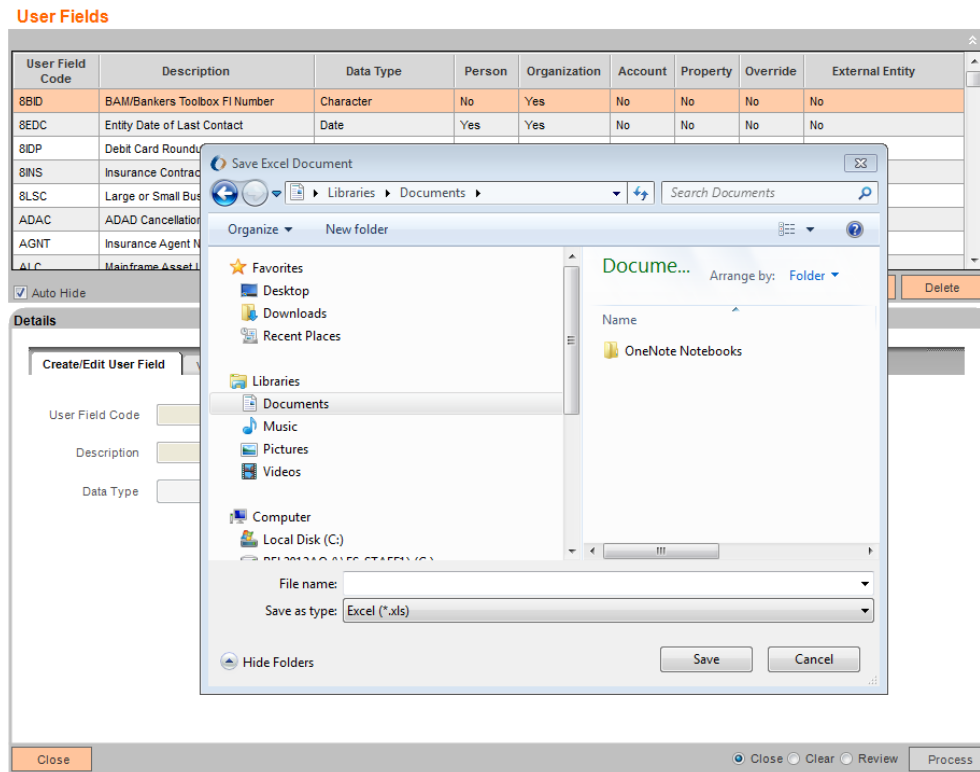 User Fields
User Field Code Description Data Type Person Organization Account Property Override External Entity
8BID BAM/Bankers Toolbox FI Number Character No Yes No No No No
8EDC Entity Date of Last Contact Date Yes Yes No No No No
8IDP Debit Card Roundu
8INS Insurance Contrac
8LSC Large or Small Bus
ADAC ADAD Cancellation
AGNT Insurance Agent N
ALC Mainframe Asset L
Auto Hide
Delete
Details
Create/Edit User Field
User Field Code
Description
Data Type
Save Excel Document
Libraries Documents
Search Documents
Organize New folder
Favorites
Desktop
Downloads
Recent Places
Libraries
Documents
Music
Pictures
Videos
Computer
Local Disk (C:)
Docume... Arrange by: Folder
Name
OneNote Notebooks
File name:
Save as type: Excel (*.xls)
Hide Folders
Save Cancel
Close
Close Clear Review Process